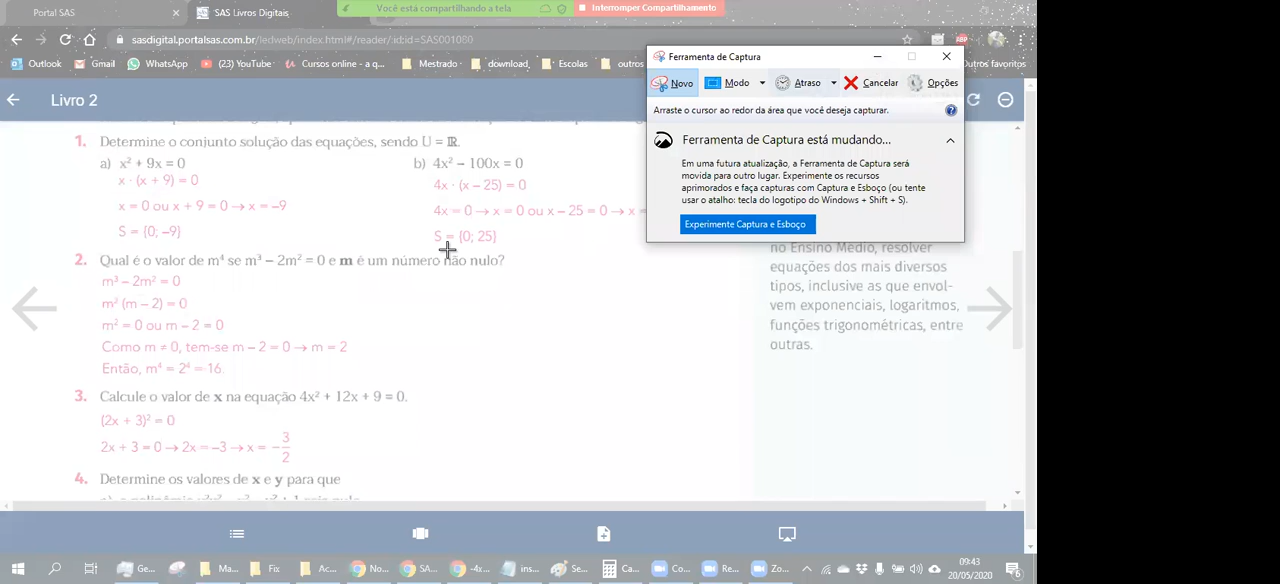 Portal SAS
SAS Livros Digitais
Você está compartilhando a tela
Interromper Compartilhamento
sasdigital.portalsas.com.br/ledweb/index.html#/reader/:id:id=SAS001080
Outlook
Gmail
WhatsApp
(23) YouTube
Cursos online - a q...
Mestrado
download,
Escolas
outros
Outros favoritos
Ferramenta de Captura
Novo
Modo
Atraso
Cancelar
Opções
Arraste o cursor ao redor da área que você deseja capturar.
Ferramenta de Captura está mudando...
Em uma futura atualização, a Ferramenta de Captura será
movida para outro lugar. Experimente os recursos
aprimorados e faça capturas com Captura e Esboço (ou tente
usar o atalho: tecla do logotipo do Windows + Shift + S).
Experimente Captura e Esboço
Livro 2
1. Determine o conjunto solução das equações, sendo U = ℝ.
a) x² + 9x = 0
x · (x + 9) = 0
x = 0 ou x + 9 = 0 → x = –9
S = {0; –9}
b) 4x² – 100x = 0
4x · (x – 25) = 0
4x = 0 → x = 0 ou x – 25 = 0 → x =
S = {0; 25}
2. Qual é o valor de m⁴ se m³ – 2m² = 0 e m é um número não nulo?
m³ – 2m² = 0
m² (m – 2) = 0
m² = 0 ou m – 2 = 0
Como m ≠ 0, tem-se m – 2 = 0 → m = 2
Então, m⁴ = 2⁴ = 16.
3. Calcule o valor de x na equação 4x² + 12x + 9 = 0.
(2x + 3)² = 0
2x + 3 = 0 → 2x = –3 → x = –3/2
4. Determine os valores de x e y para que
no Ensino Médio, resolver
equações dos mais diversos
tipos, inclusive as que envol-
vem exponenciais, logaritmos,
funções trigonométricas, entre
outras.
Ge...
Ma...
Fix
Ac...
No...
SA...
-4x...
ins...
Se...
Ca...
Co...
Re...
Zo...
09:43
20/05/2020
6